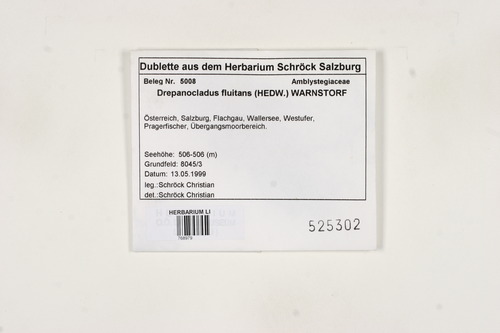 Dublette aus dem Herbarium Schröck Salzburg
Beleg Nr. 5008 Amblystegiaceae
Drepanocladus fluitans (HEDW.) WARNSTORF
Österreich, Salzburg, Flachgau, Wallersee, Westufer,
Pragerfischer, Übergangsmoorbereich.
Seehöhe: 506-506 (m)
Grundfeld: 8045/3
Datum: 13.05.1999
leg.:Schröck Christian
det.:Schröck Christian
HERBARIUM LI
525302